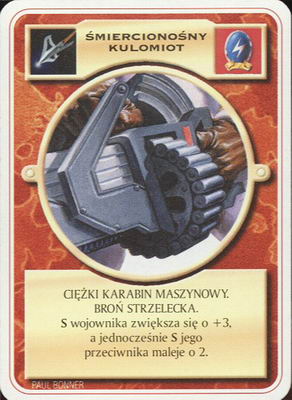 ŚMIERCIONOŚNY
KULOMIOT
CIĘŻKI KARABIN MASZYNOWY.
BROŃ STRZELECKA.
S wojownika zwiększa się o +3,
a jednocześnie S jego
przeciwnika maleje o 2.
PAUL BONNER